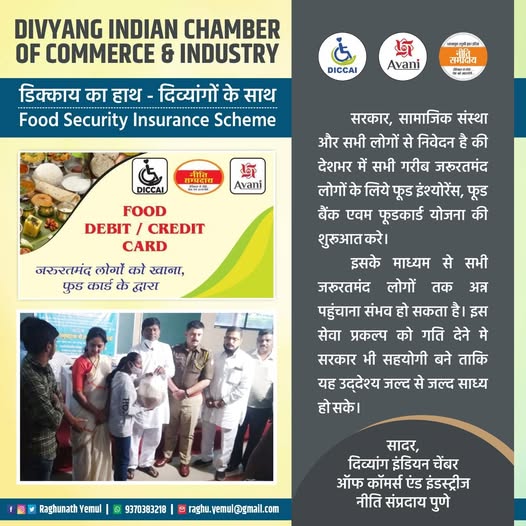 DIVYANG INDIAN CHAMBER
OF COMMERCE & INDUSTRY
डिक्काय का हाथ - दिव्यांगों के साथ
Food Security Insurance Scheme
DICCAI
नीति
सम्प्रदाय
Avani
FOOD
DEBIT / CREDIT
CARD
जरुरतमंद लोगों को खाना,
फुड कार्ड के द्वारा
DICCAI
Avani
नीति
संप्रदाय
सरकार, सामाजिक संस्था
और सभी लोगों से निवेदन है की
देशभर में सभी गरीब जरूरतमंद
लोगों के लिये फूड इंश्योरेंस, फूड
बैंक एवम फूडकार्ड योजना की
शुरूआत करे।
इसके माध्यम से सभी
जरूरतमंद लोगों तक अन्न
पहुंचाना संभव हो सकता है। इस
सेवा प्रकल्प को गति देने मे
सरकार भी सहयोगी बने ताकि
यह उद्देश्य जल्द से जल्द साध्य
हो सके।
सादर,
दिव्यांग इंडियन चेंबर
ऑफ कॉमर्स एंड इंडस्ट्रीज
नीति संप्रदाय पुणे
Raghunath Yemul | 9370383218 | raghu.yemul@gmail.com